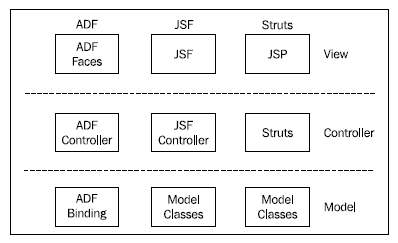 ADF JSF Struts
ADF
Faces
JSF
JSP
View
ADF
Controller
JSF
Controller
Struts
Controller
ADF
Binding
Model
Classes
Model
Classes
Model